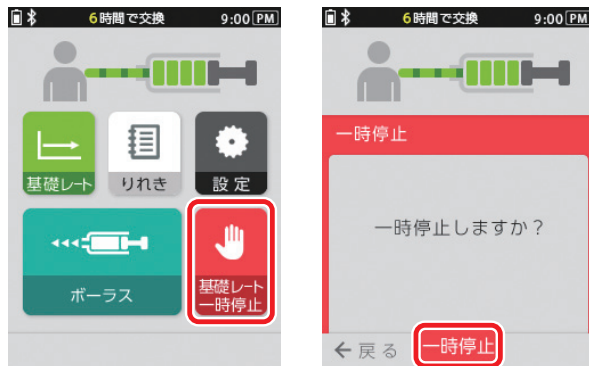 6時間で交換 9:00 PM
基礎レート りれき 設定
ボーラス
基礎レート
一時停止
6時間で交換 9:00 PM
一時停止
一時停止しますか？
←戻る 一時停止